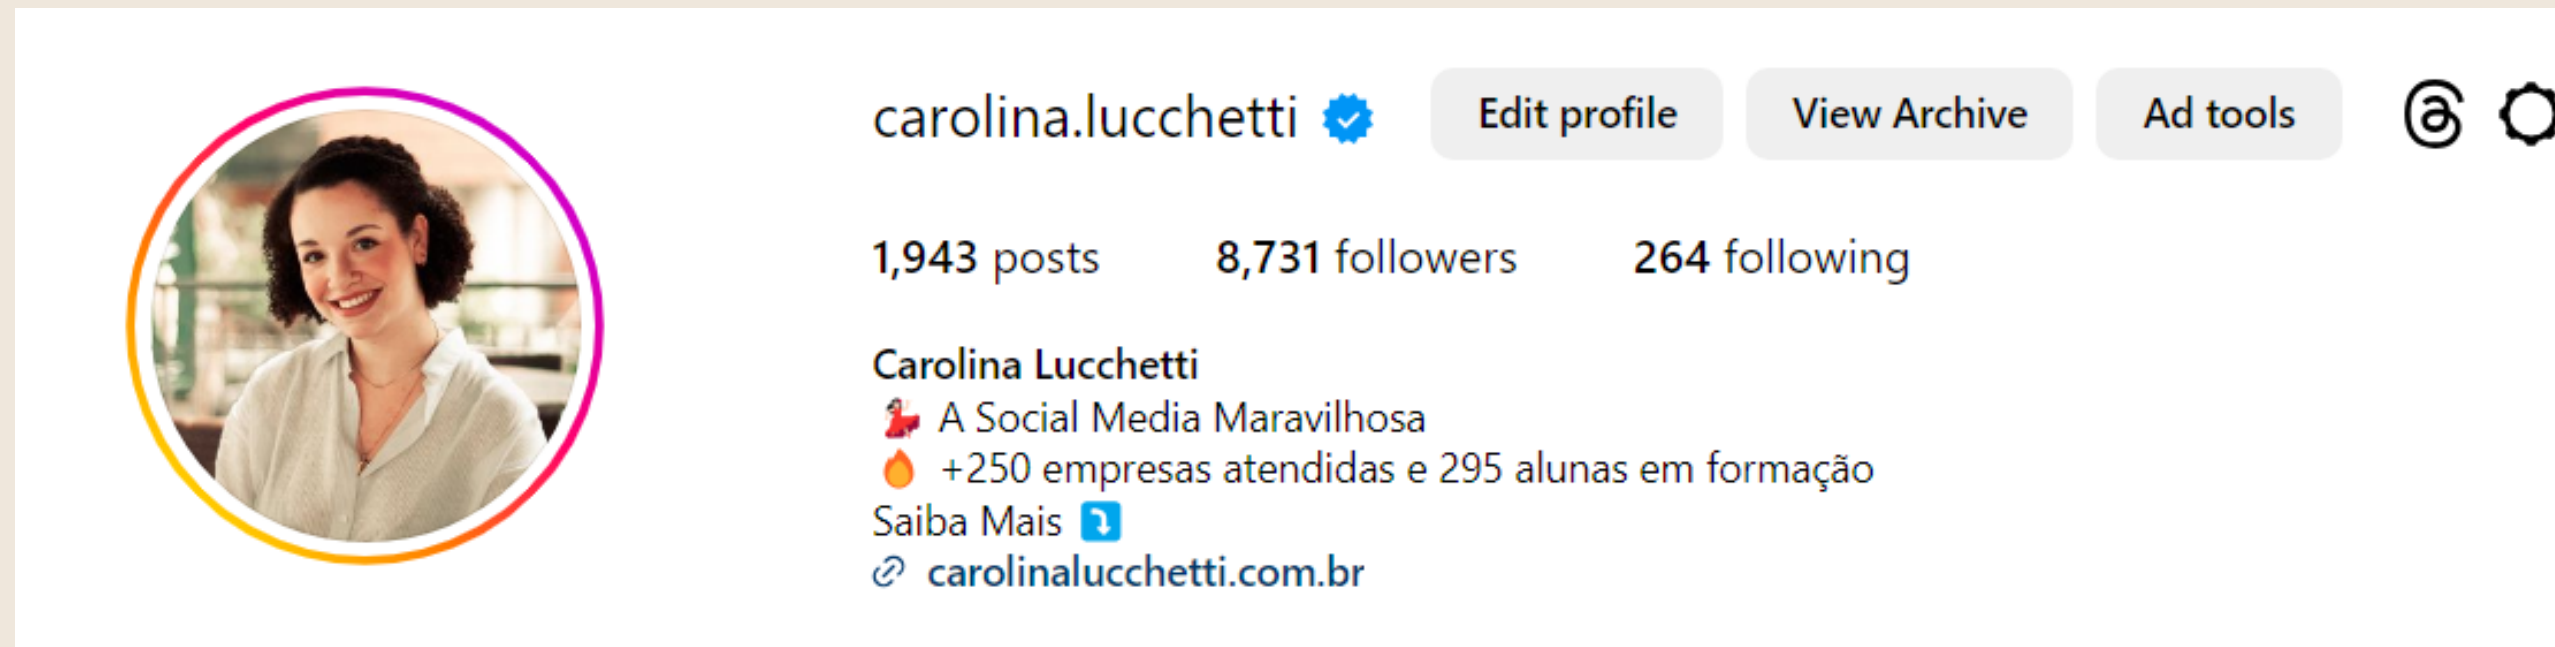 carolina.lucchetti Edit profile View Archive Ad tools
1,943 posts 8,731 followers 264 following
Carolina Lucchetti
💃 A Social Media Maravilhosa
🔥 +250 empresas atendidas e 295 alunas em formação
Saiba Mais ⤵️
carolinalucchetti.com.br